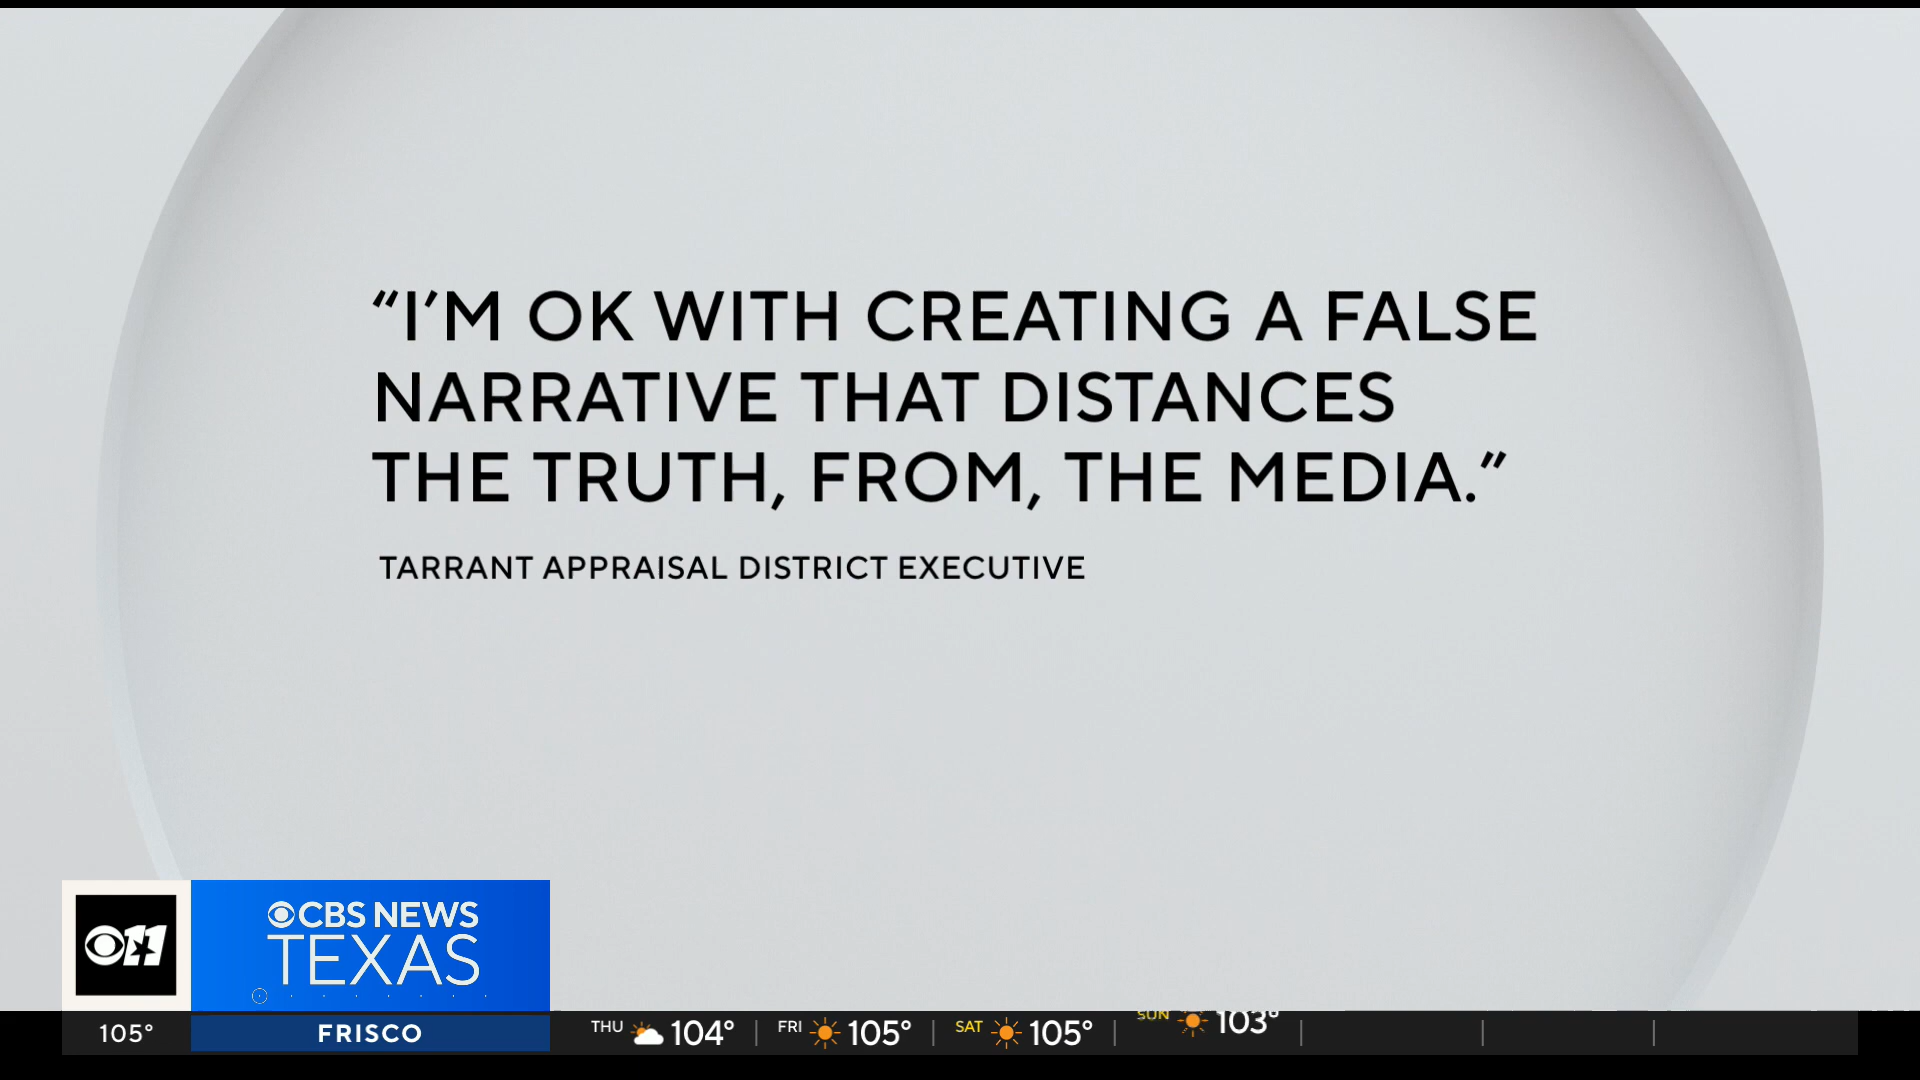 “I’M OK WITH CREATING A FALSE
NARRATIVE THAT DISTANCES
THE TRUTH, FROM, THE MEDIA.”
TARRANT APPRAISAL DISTRICT EXECUTIVE
11
CBS NEWS
TEXAS
105° FRISCO THU 104° FRI 105° SAT 105° SUN 103°